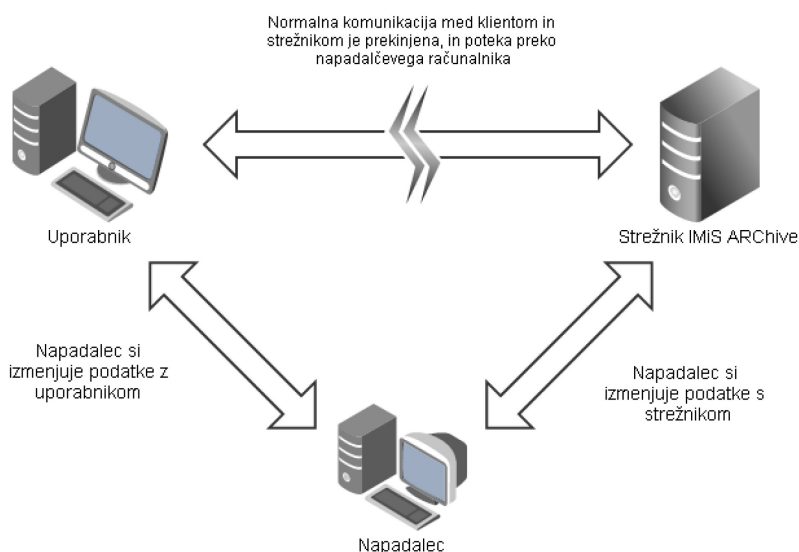 Normalna komunikacija med klientom in
strežnikom je prekinjena, in poteka preko
napadalčevega računalnika
Uporabnik
Strežnik IMiS ARChive
Napadalec si
izmenjuje podatke z
uporabnikom
Napadalec si
izmenjuje podatke s
strežnikom
Napadalec